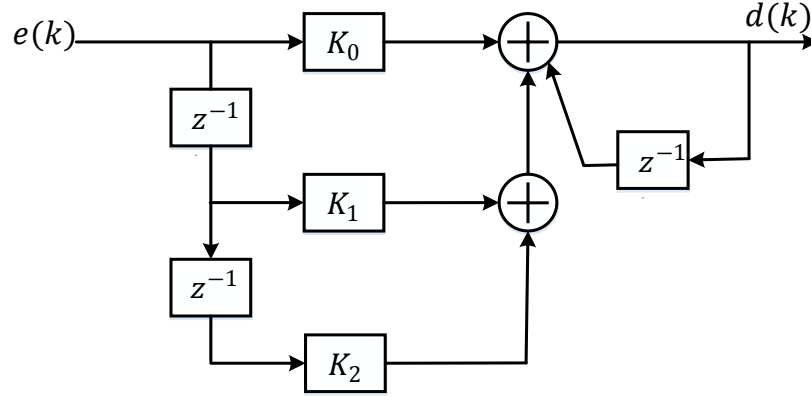 e(k)
K₀
d(k)
z⁻¹
z⁻¹
K₁
z⁻¹
K₂